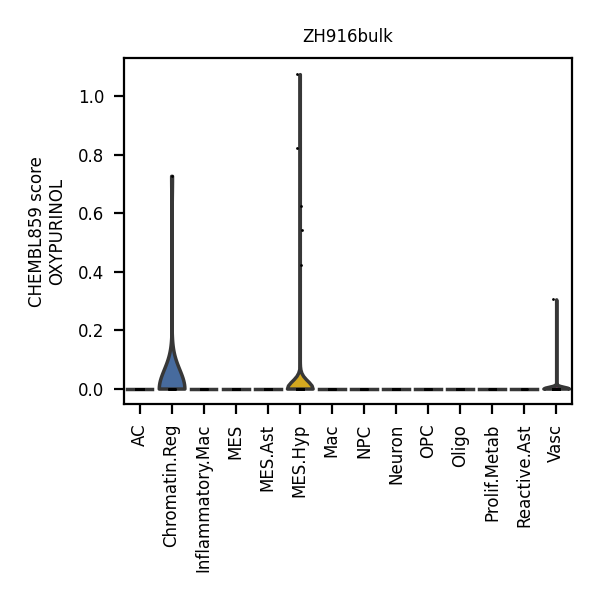 ZH916bulk
CHEMBL859 score
OXYPURINOL
1.0
0.8
0.6
0.4
0.2
0.0
AC
Chromatin.Reg
Inflammatory.Mac
MES
MES.Ast
MES.Hyp
Mac
NPC
Neuron
OPC
Oligo
Prolif.Metab
Reactive.Ast
Vasc